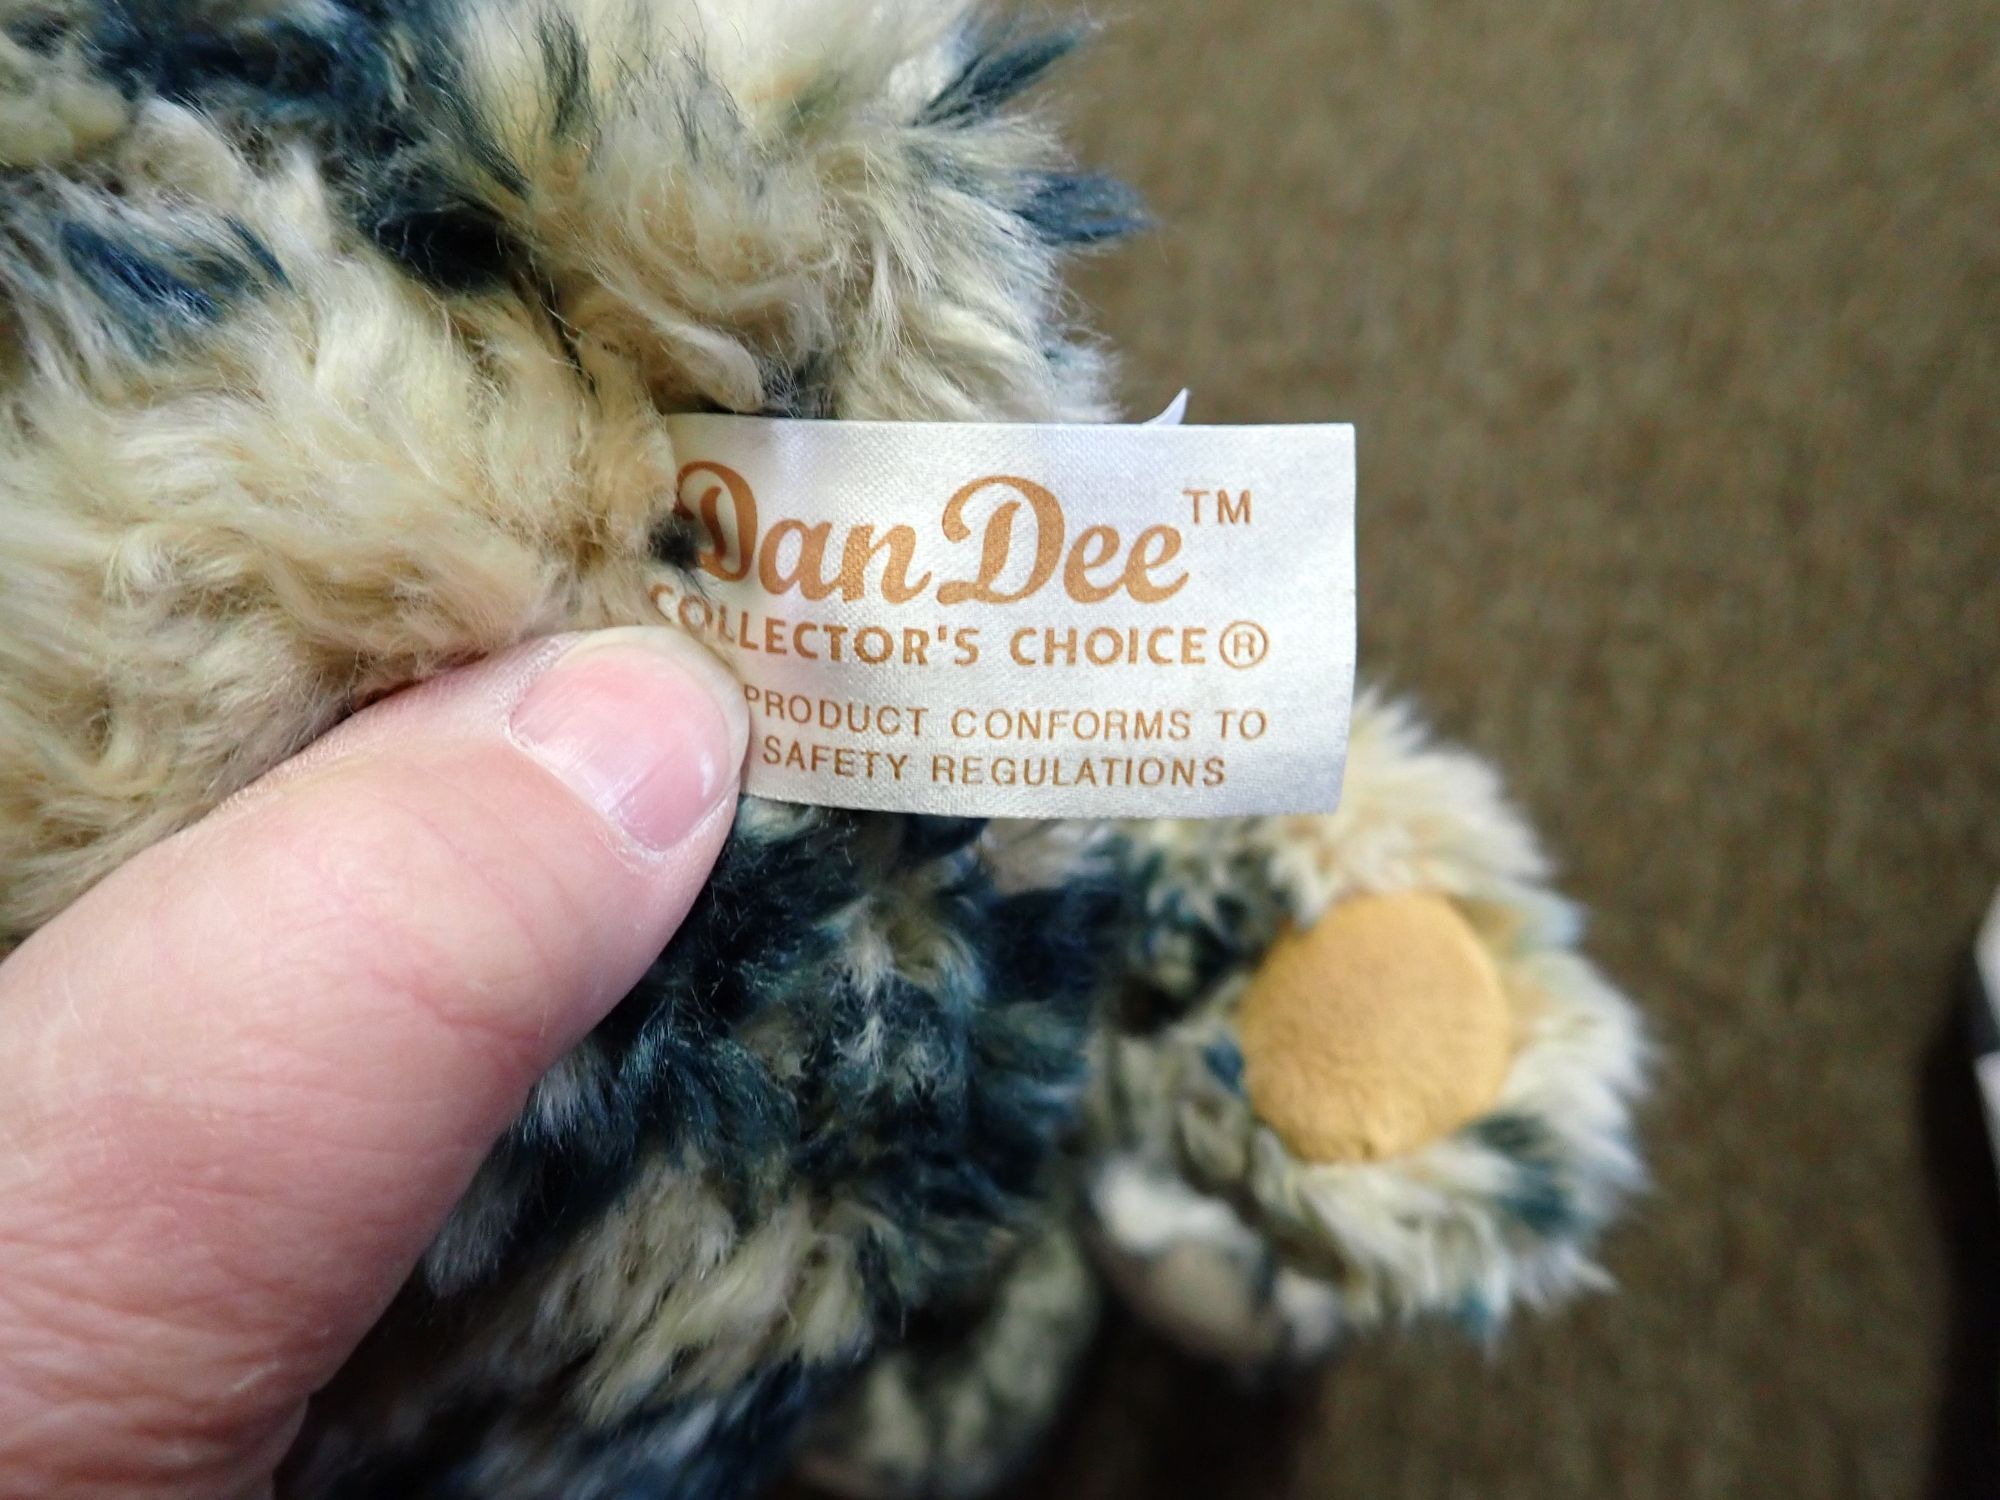 Dan Dee™
COLLECTOR'S CHOICE®
PRODUCT CONFORMS TO
SAFETY REGULATIONS